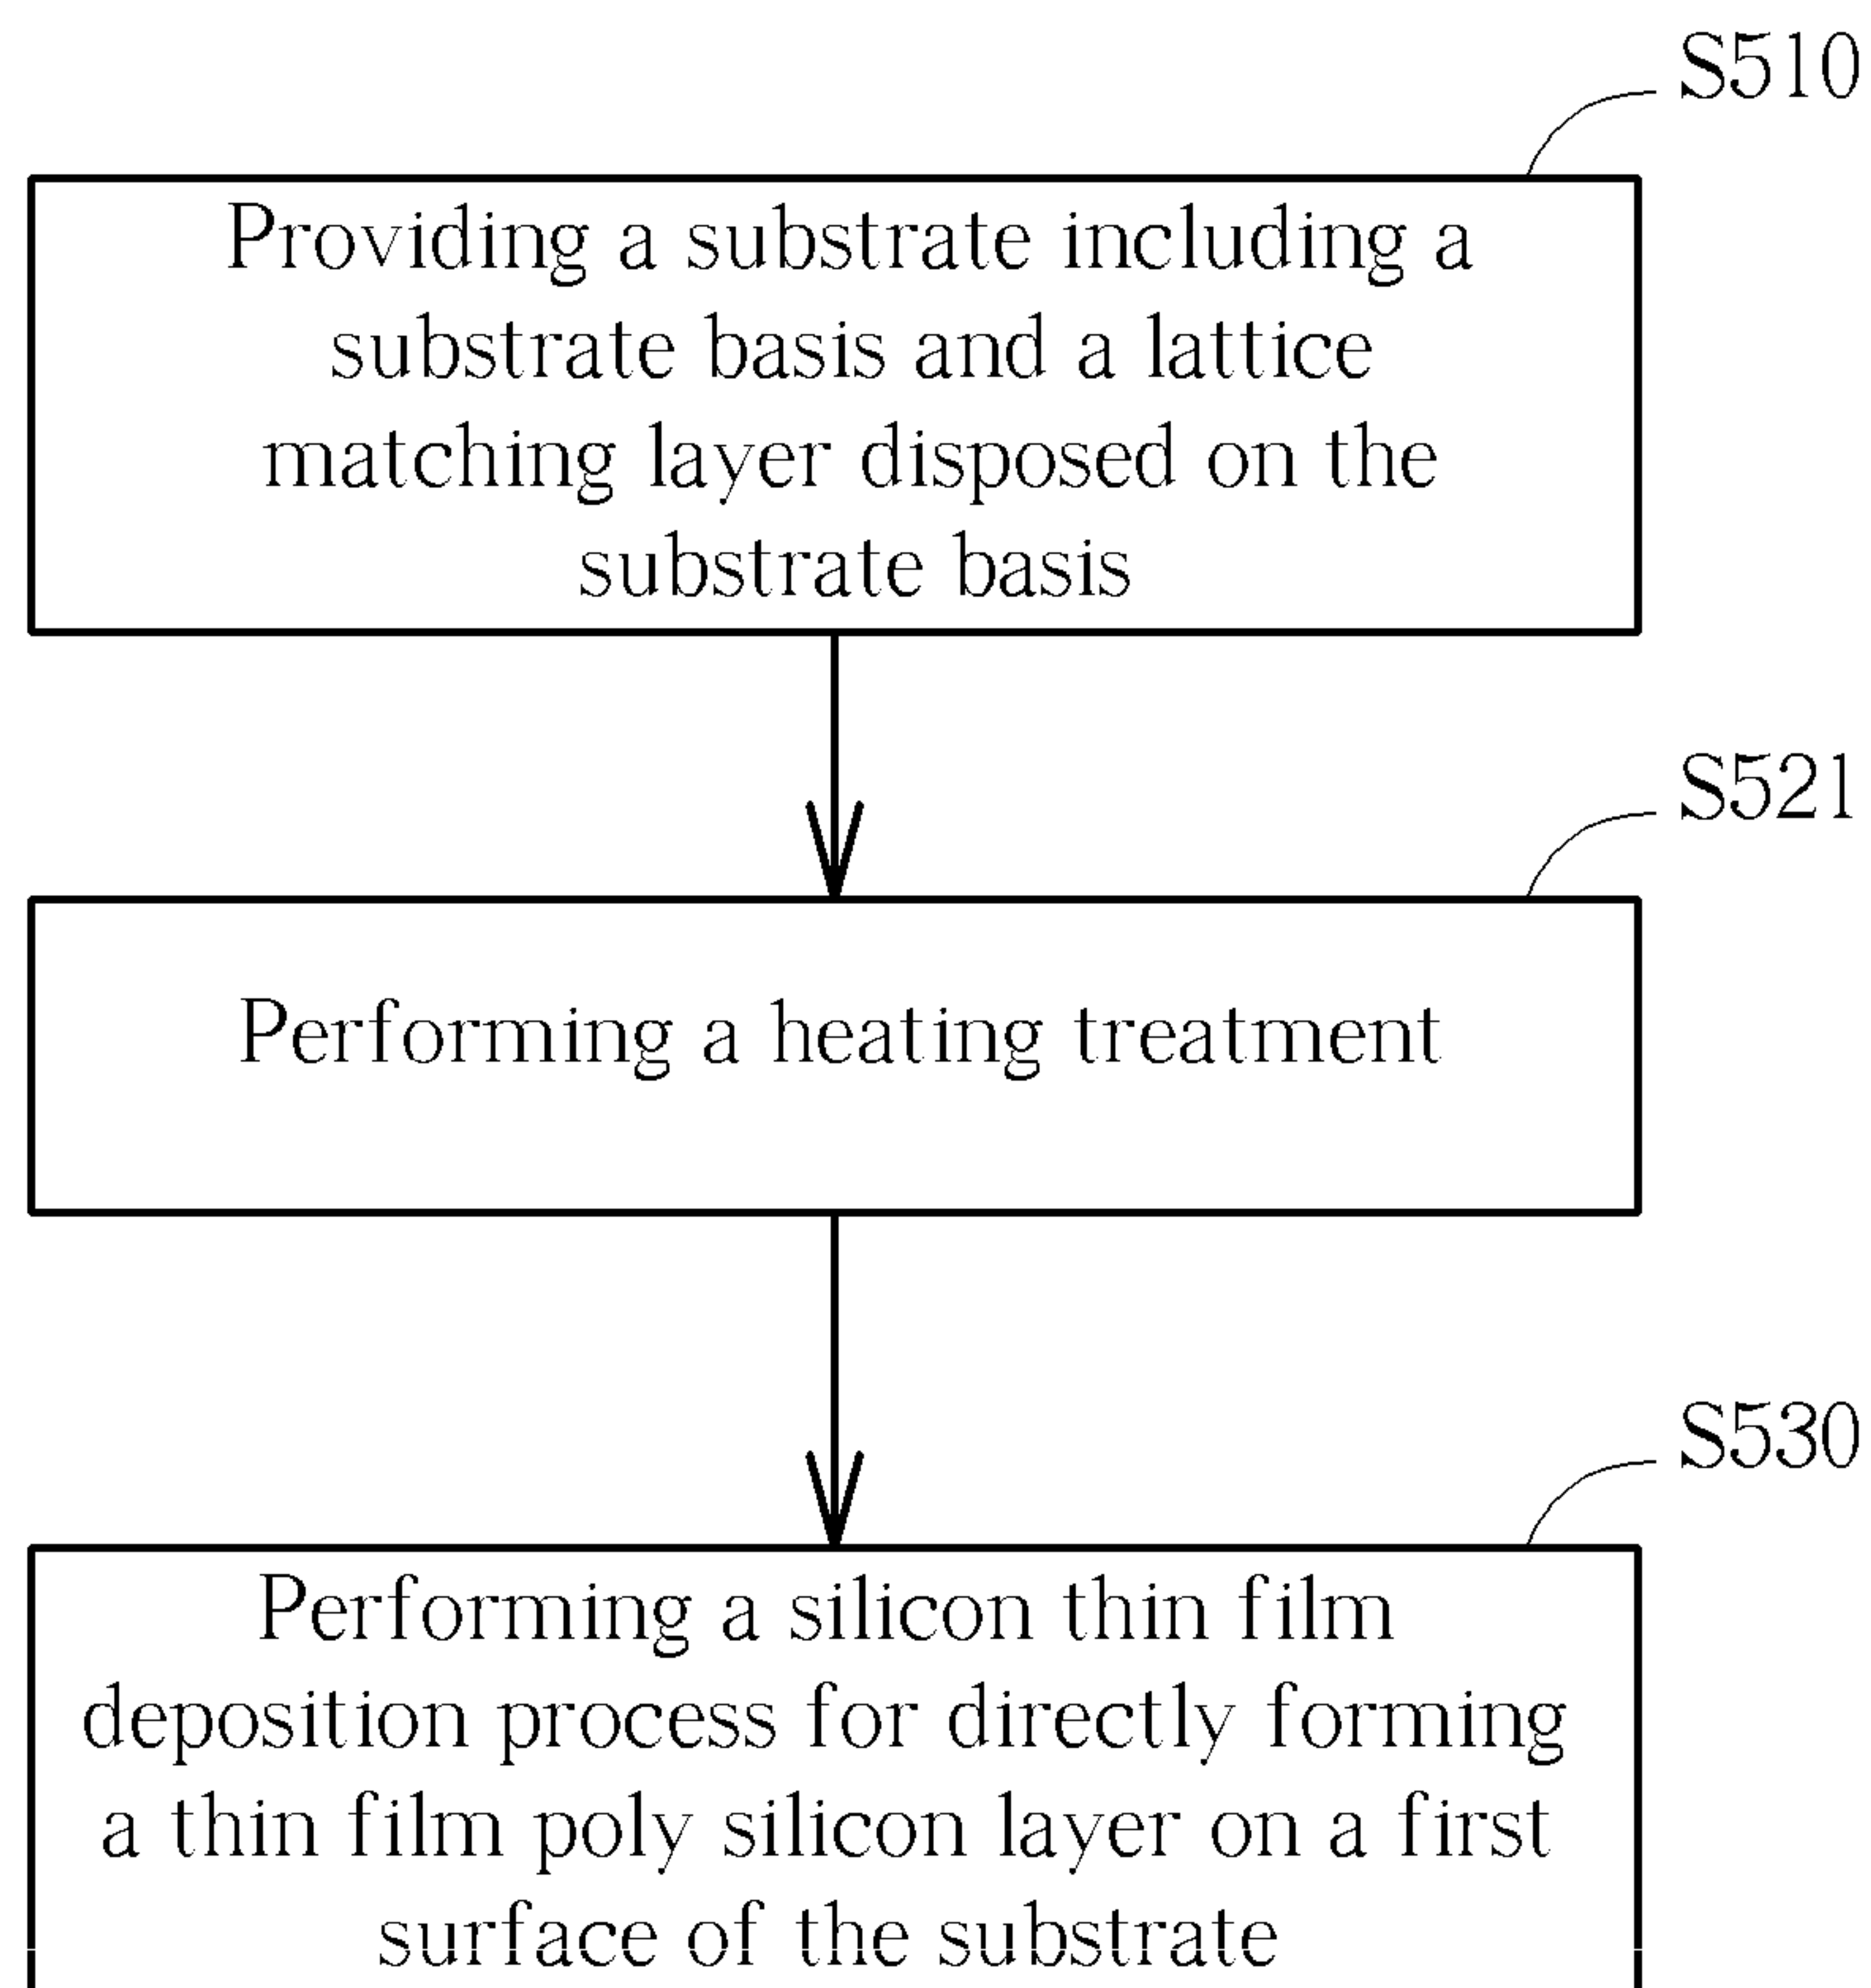 S510
Providing a substrate including a
substrate basis and a lattice
matching layer disposed on the
substrate basis
S521
Performing a heating treatment
S530
Performing a silicon thin film
deposition process for directly forming
a thin film poly silicon layer on a first
surface of the substrate